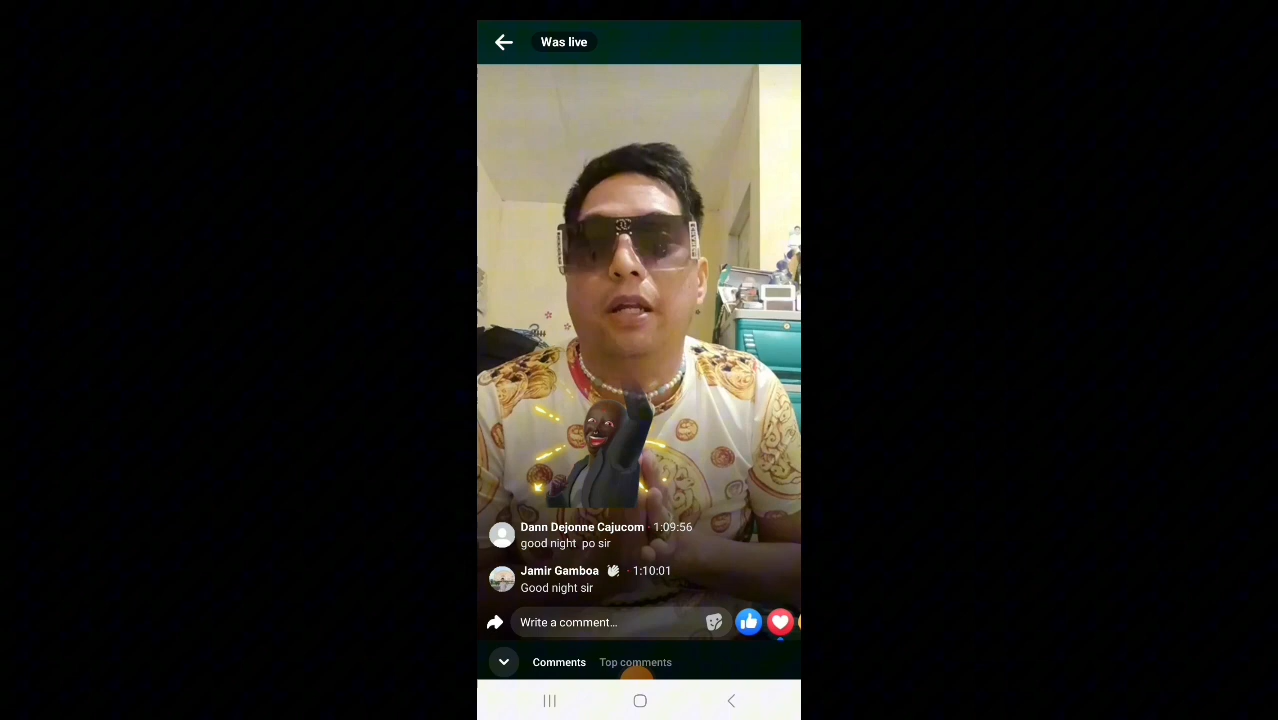 Was live
Dann Dejonne Cajucom · 1:09:56
good night po sir
Jamir Gamboa 👋 · 1:10:01
Good night sir
Write a comment...
Comments Top comments